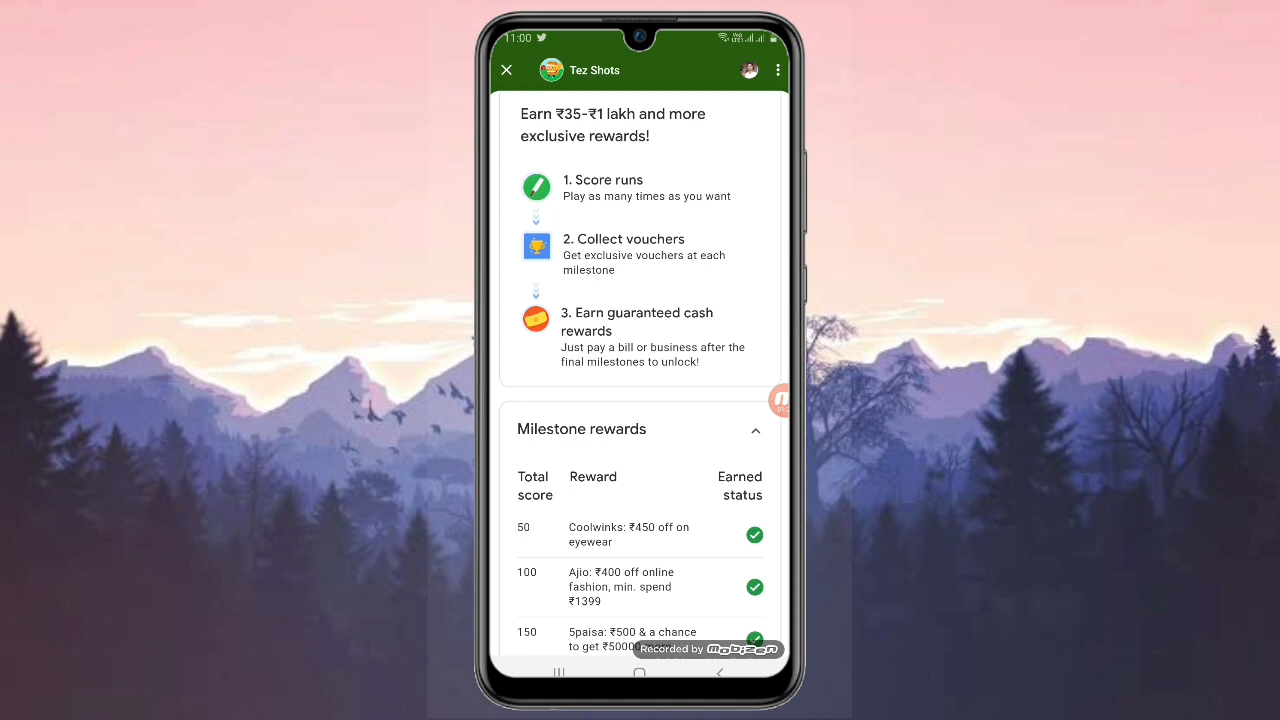 11:00
Tez Shots
Earn ₹35-₹1 lakh and more
exclusive rewards!
1. Score runs
Play as many times as you want
2. Collect vouchers
Get exclusive vouchers at each
milestone
3. Earn guaranteed cash
rewards
Just pay a bill or business after the
final milestones to unlock!
Milestone rewards
Total
score
Reward
Earned
status
50
Coolwinks: ₹450 off on
eyewear
100
Ajio: ₹400 off online
fashion, min. spend
₹1399
150
5paisa: ₹500 & a chance
to get ₹5000
Recorded by mobizen